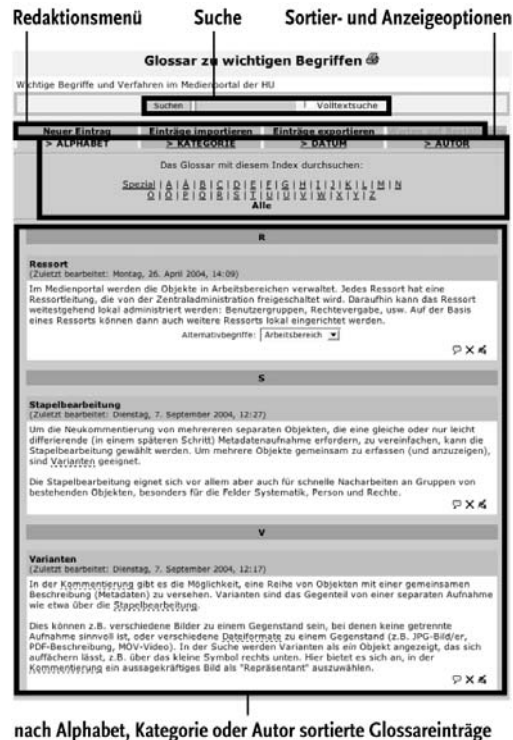 Redaktionsmenü Suche Sortier- und Anzeigeoptionen
Glossar zu wichtigen Begriffen
Wichtige Begriffe und Verfahren im Medienportal der HU
Suchen Volltextsuche
Neuer Eintrag Einträge importieren Einträge exportieren
> ALPHABET > KATEGORIE > DATUM > AUTOR
Das Glossar mit diesem Index durchsuchen:
Spezial | A | Ä | B | C | D | E | F | G | H | I | J | K | L | M | N
O | Ö | P | Q | R | S | T | U | Ü | V | W | X | Y | Z
Alle
R
Ressort
(Zuletzt bearbeitet: Montag, 26. April 2004, 14:09)
Im Medienportal werden die Objekte in Arbeitsbereichen verwaltet. Jedes Ressort hat eine
Ressortleitung, die von der Zentraladministration freigeschaltet wird. Daraufhin kann das Ressort
weitestgehend lokal administriert werden: Benutzergruppen, Rechtevergabe, usw. Auf der Basis
eines Ressorts können dann auch weitere Ressorts lokal eingerichtet werden.
Alternativbegriffe: Arbeitsbereich
S
Stapelbearbeitung
(Zuletzt bearbeitet: Dienstag, 7. September 2004, 12:27)
Um die Neukommentierung von mehrereren separaten Objekten, die eine gleiche oder nur leicht
differierende (in einem späteren Schritt) Metadatenaufnahme erfordern, zu vereinfachen, kann die
Stapelbearbeitung gewählt werden. Um mehrere Objekte gemeinsam zu erfassen (und anzuzeigen),
sind Varianten geeignet.
Die Stapelbearbeitung eignet sich vor allem aber auch für schnelle Nacharbeiten an Gruppen von
bestehenden Objekten, besonders für die Felder Systematik, Person und Rechte.
V
Varianten
(Zuletzt bearbeitet: Dienstag, 7. September 2004, 12:17)
In der Kommentierung gibt es die Möglichkeit, eine Reihe von Objekten mit einer gemeinsamen
Beschreibung (Metadaten) zu versehen. Varianten sind das Gegenteil von einer separaten Aufnahme
wie etwa über die Stapelbearbeitung.
Dies können z.B. verschiedene Bilder zu einem Gegenstand sein, bei denen keine getrennte
Aufnahme sinnvoll ist, oder verschiedene Dateiformate zu einem Gegenstand (z.B. JPG-Bild/er,
PDF-Beschreibung, MOV-Video). In der Suche werden Varianten als ein Objekt angezeigt, das sich
auffächern lässt, z.B. über das kleine Symbol rechts unten. Hier bietet es sich an, in der
Kommentierung ein aussagekräftiges Bild als "Repräsentant" auszuwählen.
nach Alphabet, Kategorie oder Autor sortierte Glossareinträge